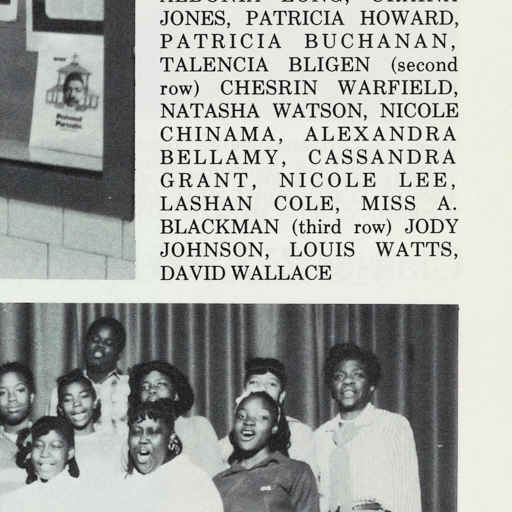 JONES, PATRICIA HOWARD,
PATRICIA BUCHANAN,
TALENCIA BLIGEN (second
row) CHESRIN WARFIELD,
NATASHA WATSON, NICOLE
CHINAMA, ALEXANDRA
BELLAMY, CASSANDRA
GRANT, NICOLE LEE,
LASHAN COLE, MISS A.
BLACKMAN (third row) JODY
JOHNSON, LOUIS WATTS,
DAVID WALLACE